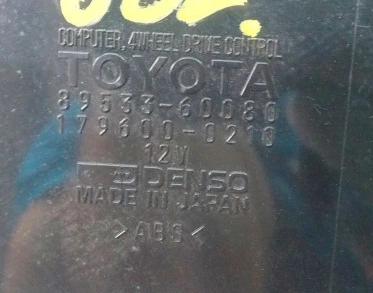 COMPUTER, 4WHEEL DRIVE CONTROL
TOYOTA
89533-60080
179600-0210
12V
DENSO
MADE IN JAPAN
>ABS<